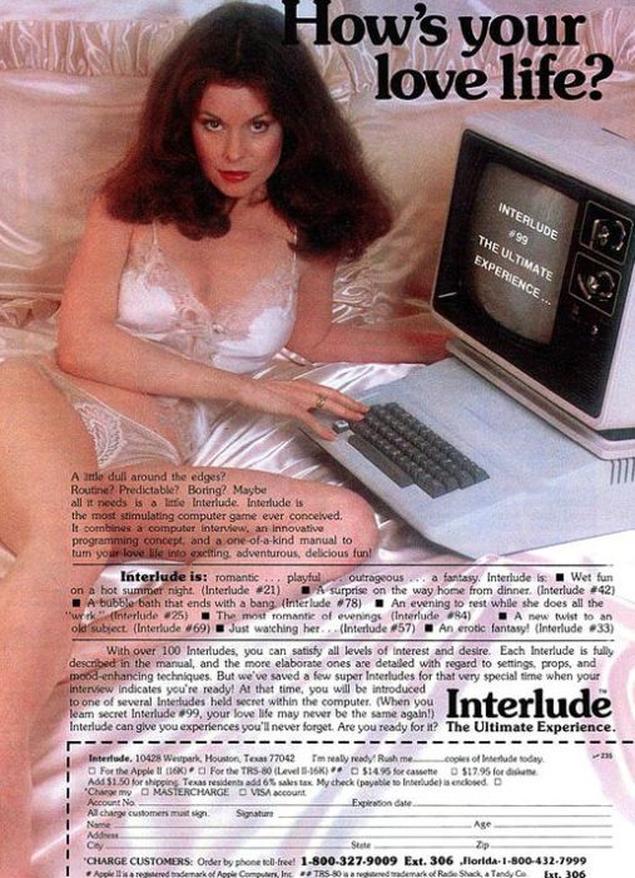 How's your
love life?
INTERLUDE
#99
THE ULTIMATE
EXPERIENCE...
A little dull around the edges?
Routine? Predictable? Boring? Maybe
all it needs is a little Interlude. Interlude is
the most stimulating computer game ever conceived.
It combines a computer interview, an innovative
programming concept, and a one-of-a-kind manual to
turn your love life into exciting, adventurous, delicious fun!
Interlude is: romantic . . . playful . . . outrageous . . . a fantasy. Interlude is: ■ Wet fun
on a hot summer night. (Interlude #21) ■ A surprise on the way home from dinner. (Interlude #42)
■ A bubble bath that ends with a bang. (Interlude #78) ■ An evening to rest while she does all the
"work." (Interlude #25) ■ The most romantic of evenings. (Interlude #84) ■ A new twist to an
old subject. (Interlude #69) ■ Just watching her . . . (Interlude #57) ■ An erotic fantasy! (Interlude #33)
With over 100 Interludes, you can satisfy all levels of interest and desire. Each Interlude is fully
described in the manual, and the more elaborate ones are detailed with regard to settings, props, and
mood-enhancing techniques. But we've saved a few super Interludes for that very special time when your
interview indicates you're ready! At that time, you will be introduced
to one of several Interludes held secret within the computer. (When you
learn secret Interlude #99, your love life may never be the same again!)
Interlude can give you experiences you'll never forget. Are you ready for it?
Interlude™
The Ultimate Experience.
Interlude, 10428 Westpark, Houston, Texas 77042 I'm really ready! Rush me copies of Interlude today. 235
☐ For the Apple II (16K) # ☐ For the TRS-80 (Level II-16K) ## ☐ $14.95 for cassette ☐ $17.95 for diskette.
Add $1.50 for shipping. Texas residents add 6% sales tax. My check (payable to Interlude) is enclosed. ☐
*Charge my ☐ MASTERCHARGE ☐ VISA account.
Account No. Expiration date
All charge customers must sign. Signature
Name Age
Address
City State Zip
*CHARGE CUSTOMERS: Order by phone toll-free! 1-800-327-9009 Ext. 306 ,Florida-1-800-432-7999
# Apple II is a registered trademark of Apple Computers, Inc. ## TRS-80 is a registered trademark of Radio Shack, a Tandy Co. Ext. 306